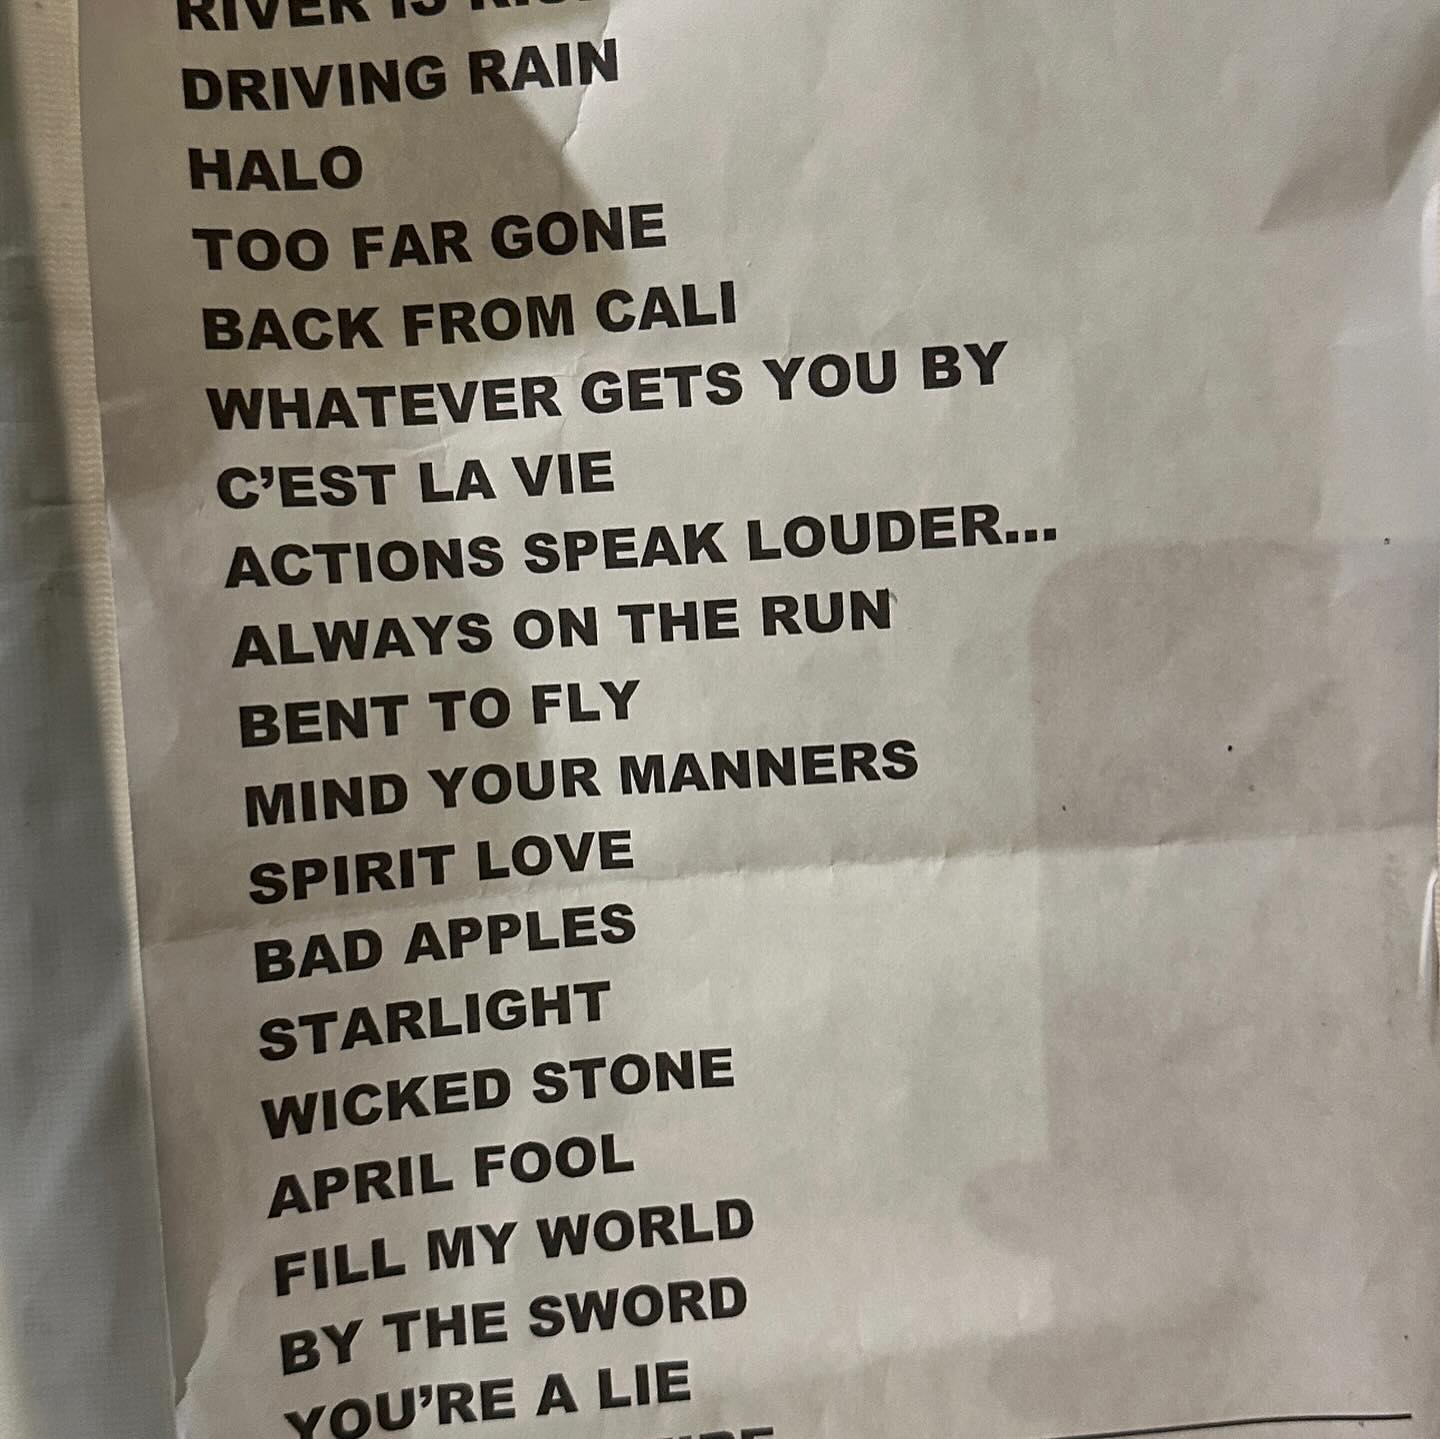 RIVER IS
DRIVING RAIN
HALO
TOO FAR GONE
BACK FROM CALI
WHATEVER GETS YOU BY
C'EST LA VIE
ACTIONS SPEAK LOUDER...
ALWAYS ON THE RUN
BENT TO FLY
MIND YOUR MANNERS
SPIRIT LOVE
BAD APPLES
STARLIGHT
WICKED STONE
APRIL FOOL
FILL MY WORLD
BY THE SWORD
YOU'RE A LIE